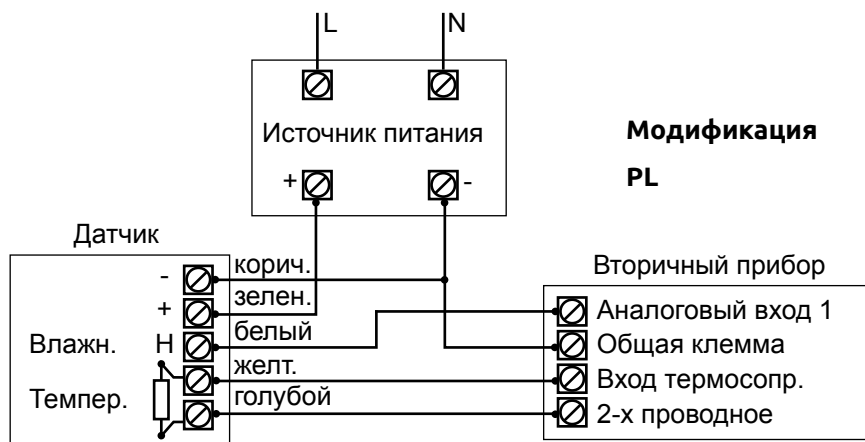 L N
Источник питания
+ -
Модификация
PL
Датчик
- корич.
+ зелен.
Влажн. H белый
желт.
Темпер. голубой
Вторичный прибор
Аналоговый вход 1
Общая клемма
Вход термосопр.
2-х проводное